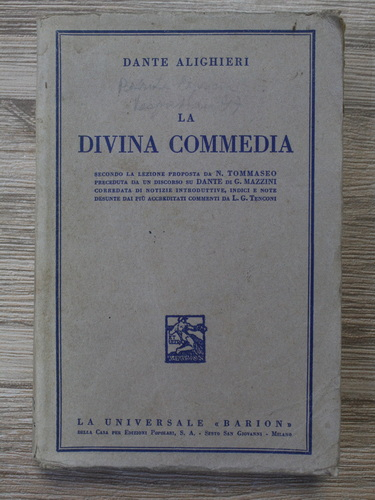 DANTE ALIGHIERI
LA
DIVINA COMMEDIA
SECONDO LA LEZIONE PROPOSTA DA N. TOMMASEO
PRECEDUTA DA UN DISCORSO SU DANTE DI G. MAZZINI
CORREDATA DI NOTIZIE INTRODUTTIVE, INDICI E NOTE
DESUNTE DAI PIÙ ACCREDITATI COMMENTI DA L. G. TENCONI
LA UNIVERSALE «BARION»
DELLA CASA PER EDIZIONI POPOLARI, S. A. - SESTO SAN GIOVANNI - MILANO